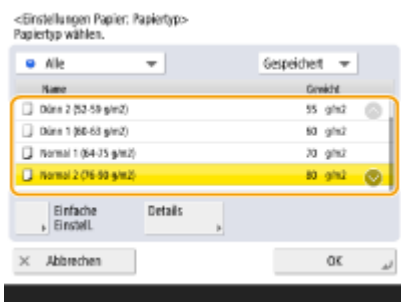 <Einstellungen Papier: Papiertyp>
Papiertyp wählen.
Alle Gespeichert
Name Gewicht
Dünn 2 (52-59 g/m2) 55 g/m2
Dünn 1 (60-63 g/m2) 60 g/m2
Normal 1 (64-75 g/m2) 70 g/m2
Normal 2 (76-90 g/m2) 80 g/m2
Einfache Details
Einstell.
Abbrechen OK